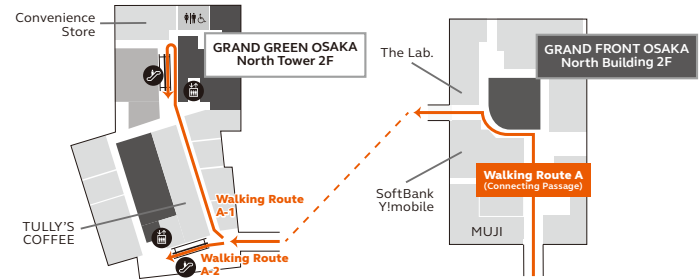 Convenience
Store
GRAND GREEN OSAKA
North Tower 2F
The Lab.
GRAND FRONT OSAKA
North Building 2F
Walking Route A
(Connecting Passage)
Walking Route
A-1
SoftBank
Y!mobile
TULLY'S
COFFEE
MUJI
Walking Route
A-2